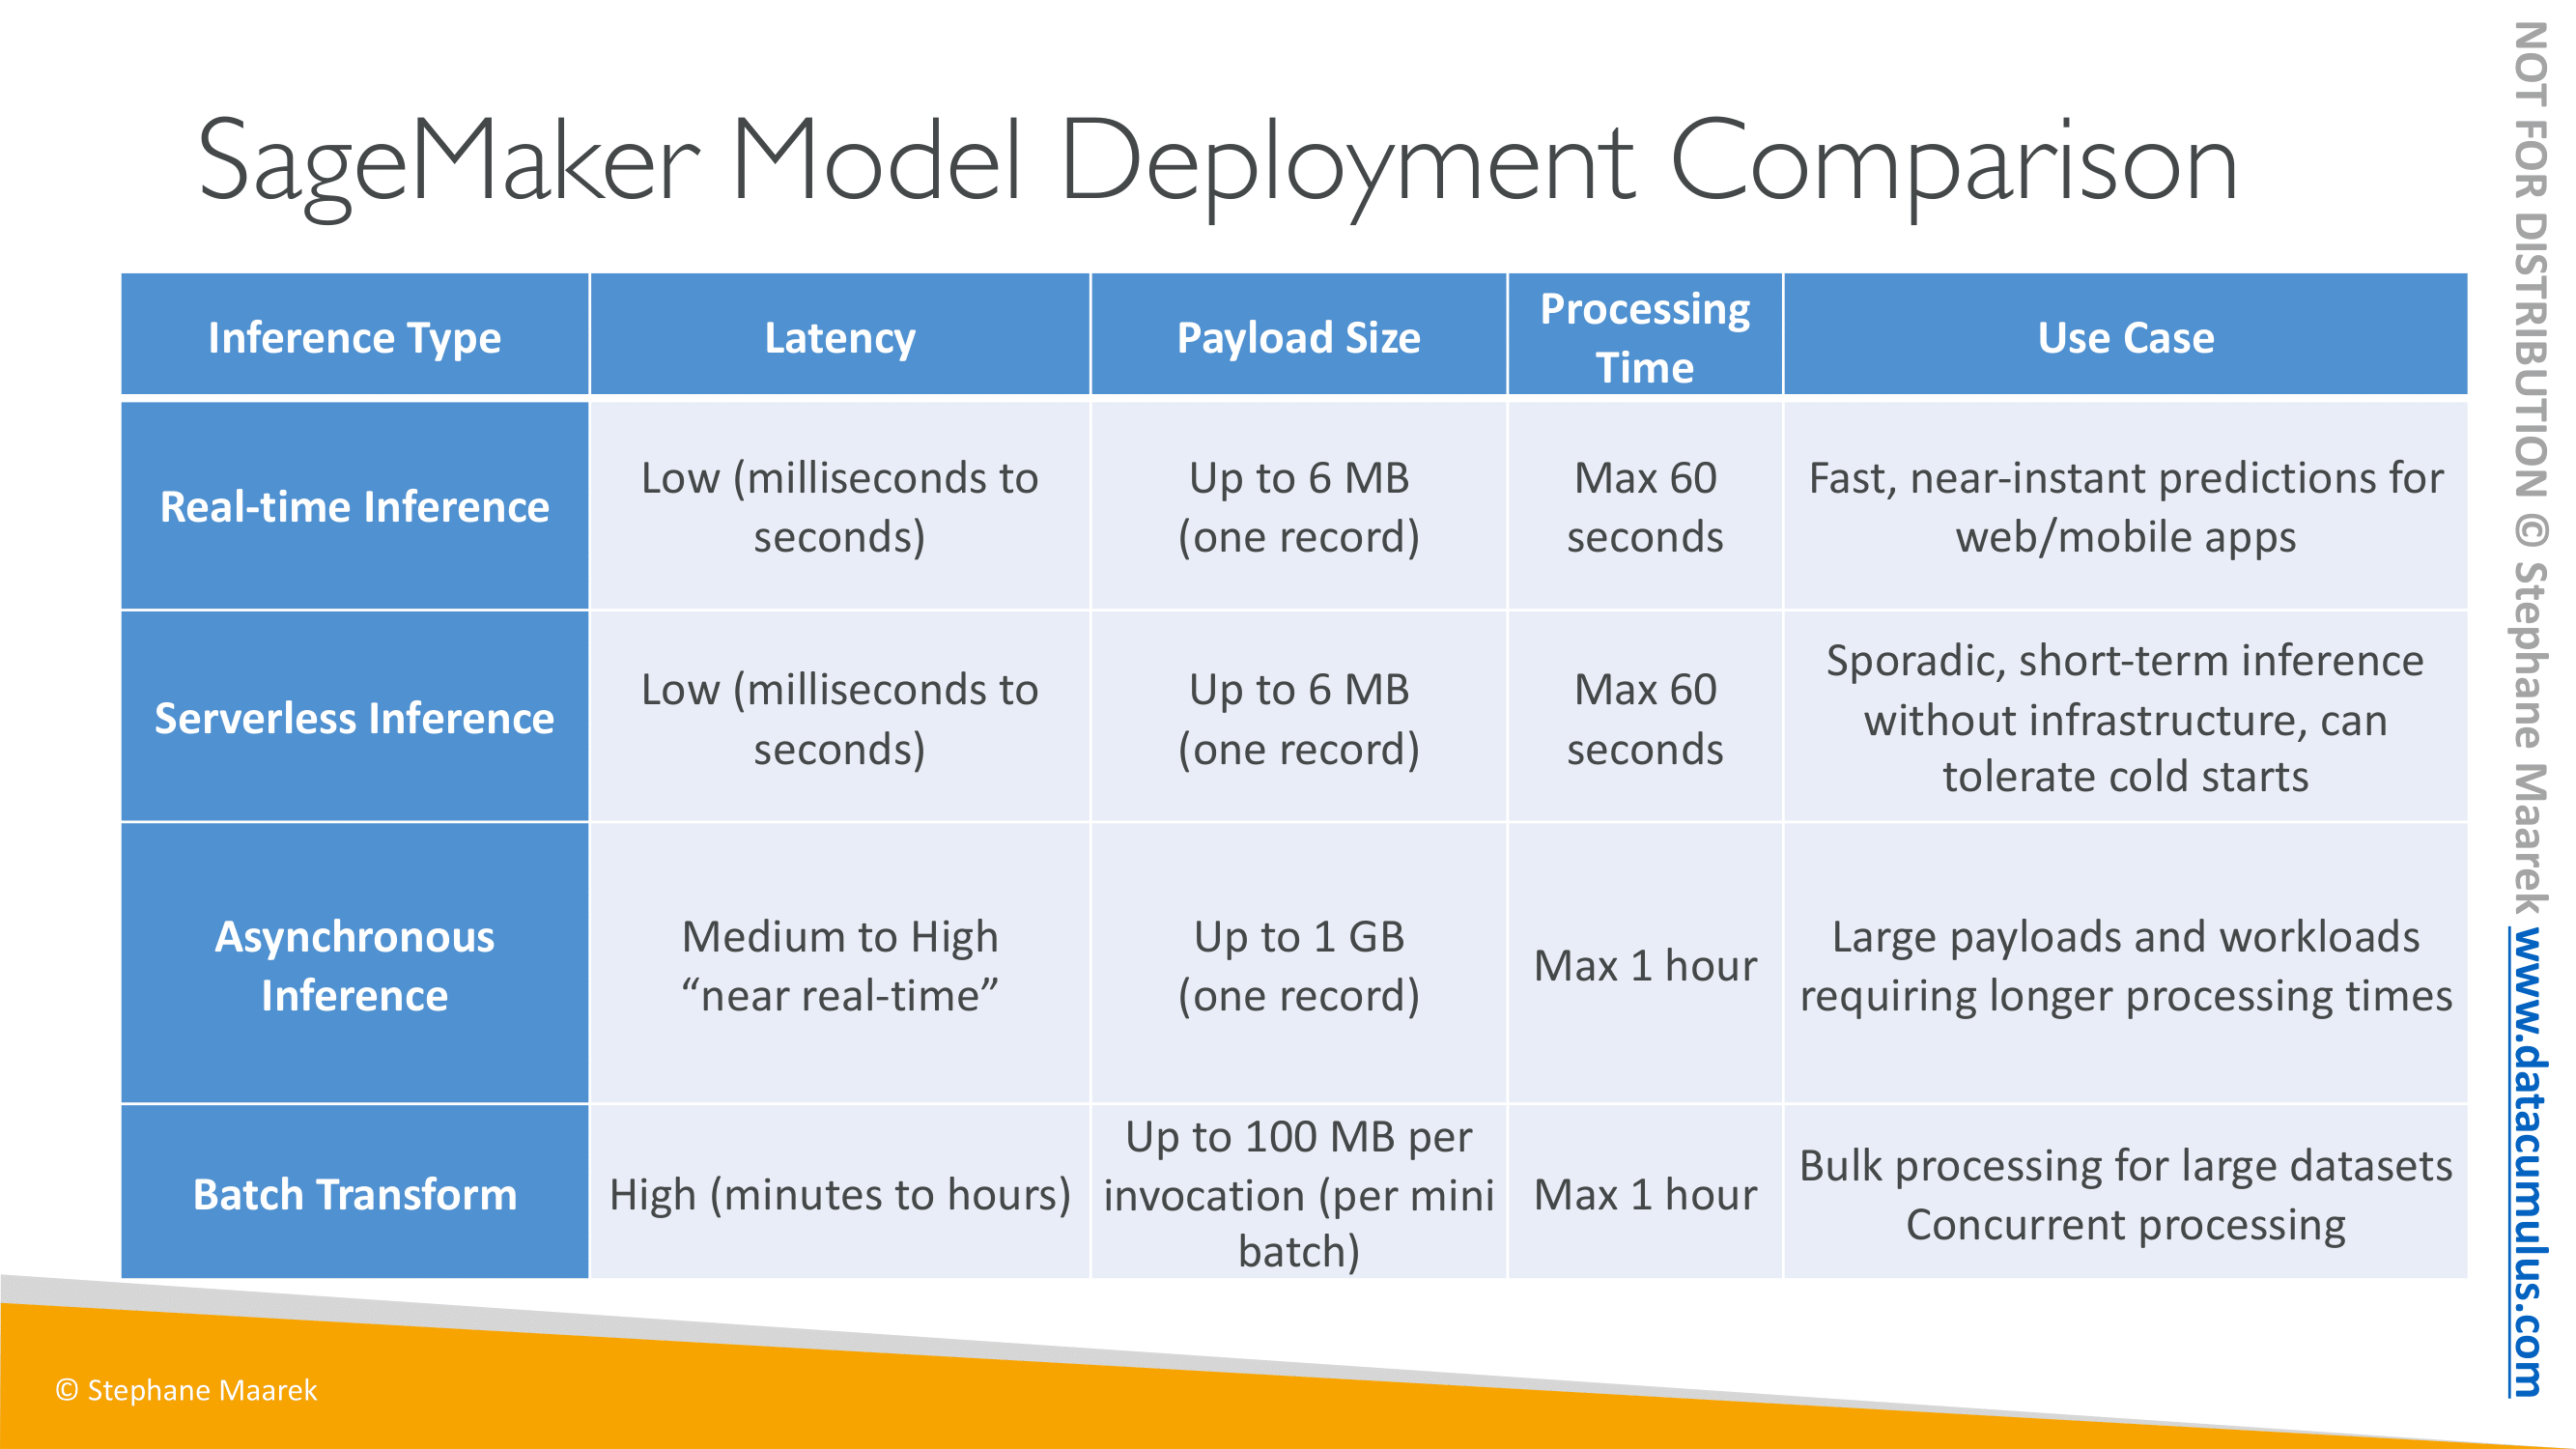 SageMaker Model Deployment Comparison
Inference Type
Latency
Payload Size
Processing
Time
Use Case
Real-time Inference
Low (milliseconds to
seconds)
Up to 6 MB
(one record)
Max 60
seconds
Fast, near-instant predictions for
web/mobile apps
Serverless Inference
Low (milliseconds to
seconds)
Up to 6 MB
(one record)
Max 60
seconds
Sporadic, short-term inference
without infrastructure, can
tolerate cold starts
Asynchronous
Inference
Medium to High
“near real-time”
Up to 1 GB
(one record)
Max 1 hour
Large payloads and workloads
requiring longer processing times
Batch Transform
High (minutes to hours)
Up to 100 MB per
invocation (per mini
batch)
Max 1 hour
Bulk processing for large datasets
Concurrent processing
© Stephane Maarek
NOT FOR DISTRIBUTION © Stephane Maarek www.datacumulus.com